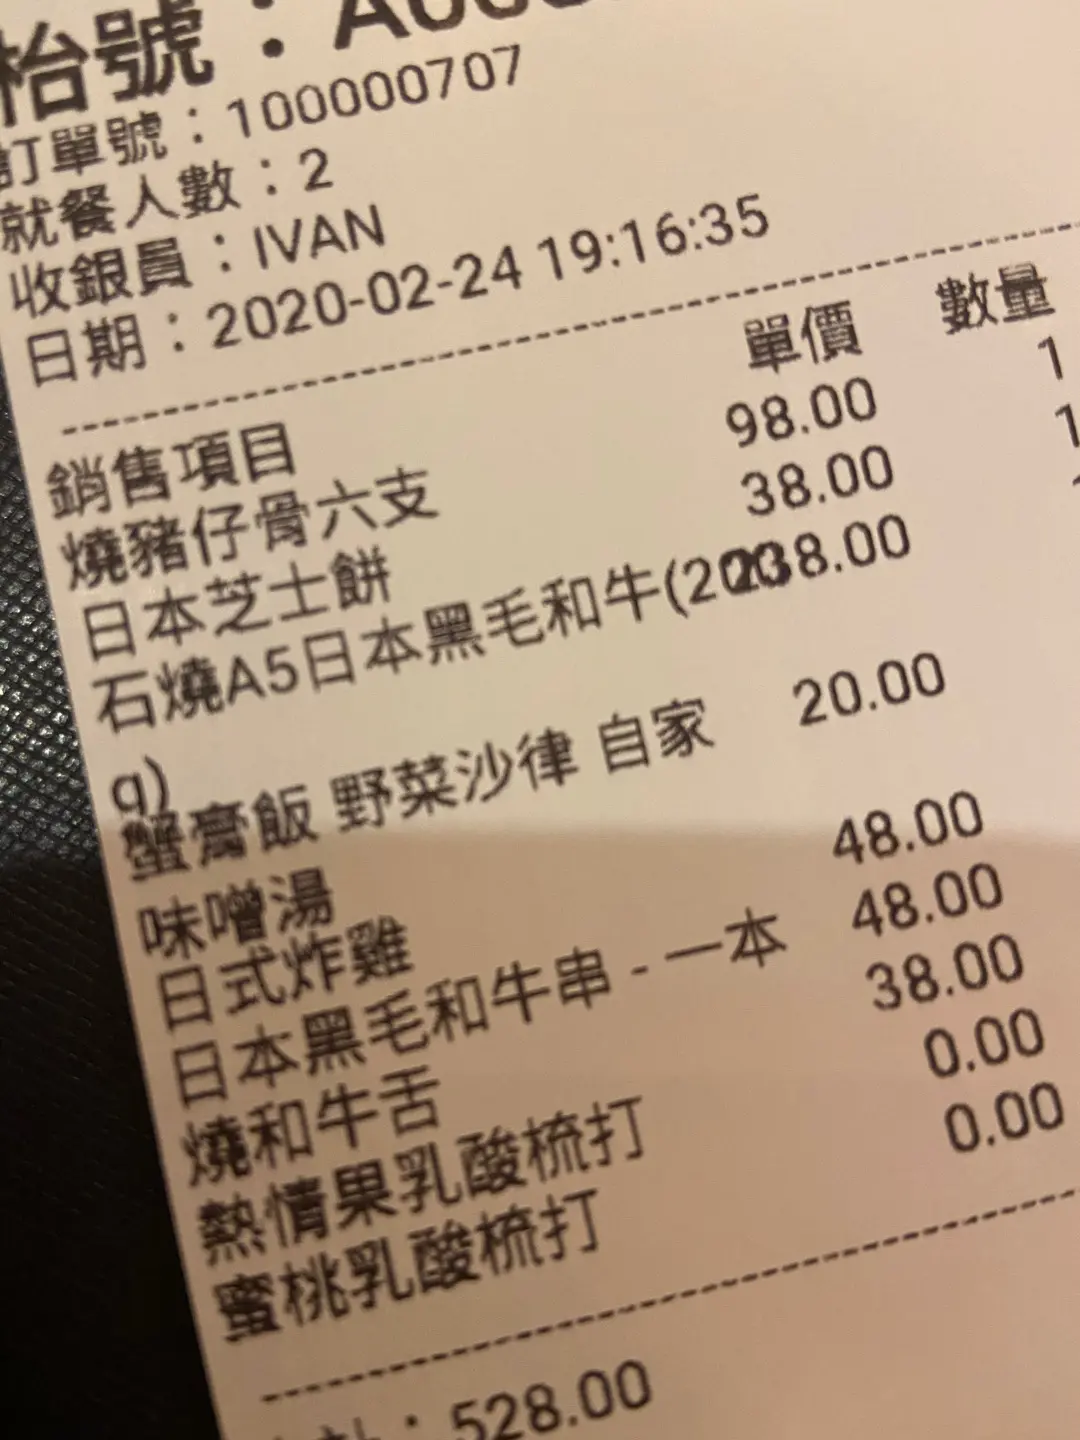 枱號：
訂單號：100000707
就餐人數：2
收銀員：IVAN
日期：2020-02-24 19:16:35
銷售項目 單價 數量
燒豬仔骨六支 98.00 1
日本芝士餅 38.00 1
石燒A5日本黑毛和牛(200 238.00
g)
蟹膏飯 野菜沙律 自家 20.00
味噌湯
日式炸雞 48.00
日本黑毛和牛串 - 一本 48.00
燒和牛舌 38.00
熱情果乳酸梳打 0.00
蜜桃乳酸梳打 0.00
528.00